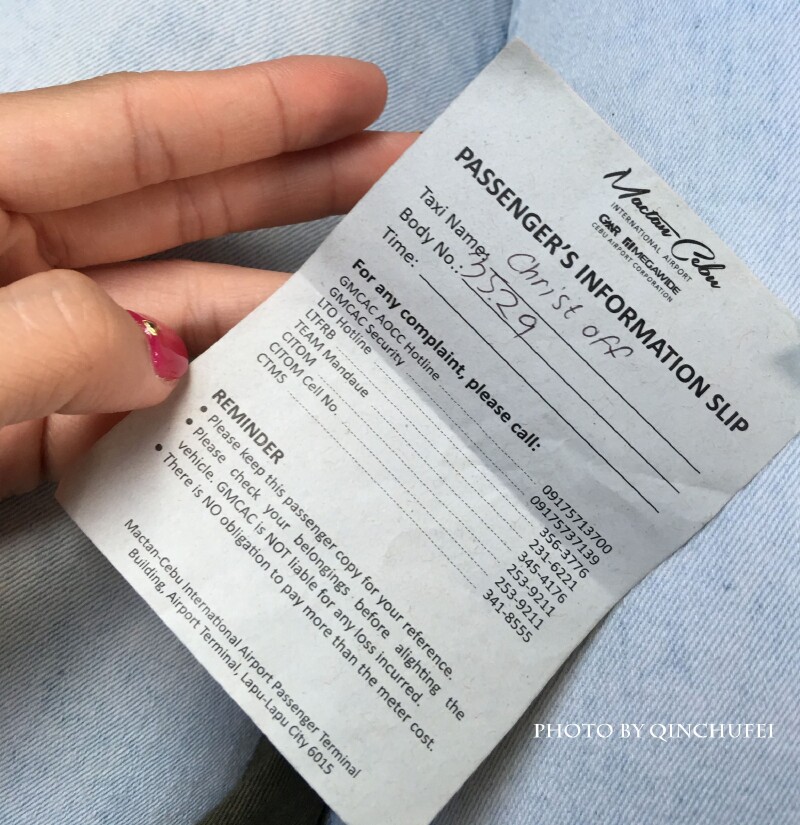 Mactan Cebu
INTERNATIONAL AIRPORT
GMR MEGAWIDE
CEBU AIRPORT CORPORATION
PASSENGER'S INFORMATION SLIP
Taxi Name: Christ off
Body No.: 5529
Time:
For any complaint, please call:
GMCAC AOCC Hotline 09175713700
GMCAC Security 09175737139
LTO Hotline 356-3776
LTFRB 231-6221
TEAM Mandaue 345-4176
CITOM 253-9211
CITOM Cell No. 253-9211
CTMS 341-8555
REMINDER
• Please keep this passenger copy for your reference.
• Please check your belongings before alighting the
vehicle. GMCAC is NOT liable for any loss incurred.
• There is NO obligation to pay more than the meter cost.
Mactan-Cebu International Airport Passenger Terminal
Building, Airport Terminal, Lapu-Lapu City 6015
PHOTO BY QINCHUFEI